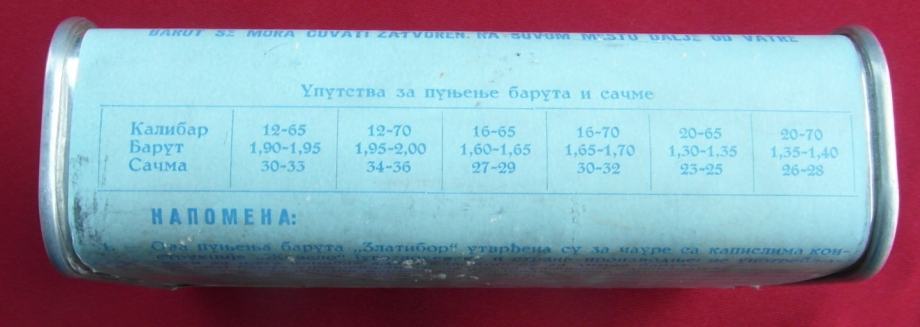 BARUT SE MORA ČUVATI ZATVOREN, NA SUVOM MESTU DALJE OD VATRE
Упутства за пуњење барута и сачме
Калибар 12-65 12-70 16-65 16-70 20-65 20-70
Барут 1,90-1,95 1,95-2,00 1,60-1,65 1,65-1,70 1,30-1,35 1,35-1,40
Сачма 30-33 34-36 27-29 30-32 23-25 26-28
НАПОМЕНА:
1. Ова пуњења барута „Златибор“ утврђена су за чауре са капислима кон-
струкције